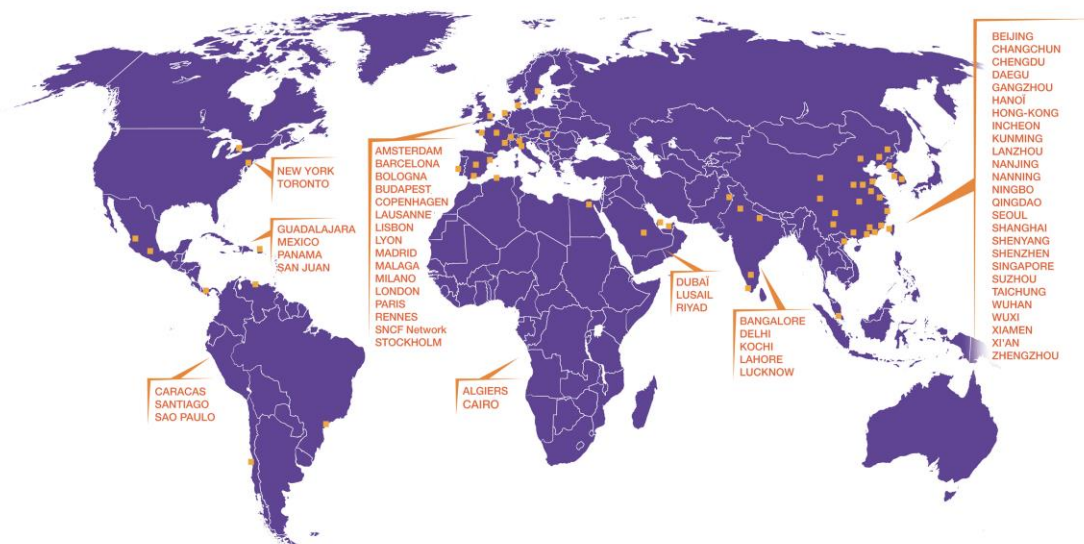 NEW YORK
TORONTO
GUADALAJARA
MEXICO
PANAMA
SAN JUAN
CARACAS
SANTIAGO
SAO PAULO
AMSTERDAM
BARCELONA
BOLOGNA
BUDAPEST
COPENHAGEN
LAUSANNE
LISBON
LYON
MADRID
MALAGA
MILANO
LONDON
PARIS
RENNES
SNCF Network
STOCKHOLM
ALGIERS
CAIRO
DUBAÏ
LUSAIL
RIYAD
BANGALORE
DELHI
KOCHI
LAHORE
LUCKNOW
BEIJING
CHANGCHUN
CHENGDU
DAEGU
GANGZHOU
HANOÏ
HONG-KONG
INCHEON
KUNMING
LANZHOU
NANJING
NANNING
NINGBO
QINGDAO
SEOUL
SHANGHAI
SHENYANG
SHENZHEN
SINGAPORE
SUZHOU
TAICHUNG
WUHAN
WUXI
XIAMEN
XI'AN
ZHENGZHOU